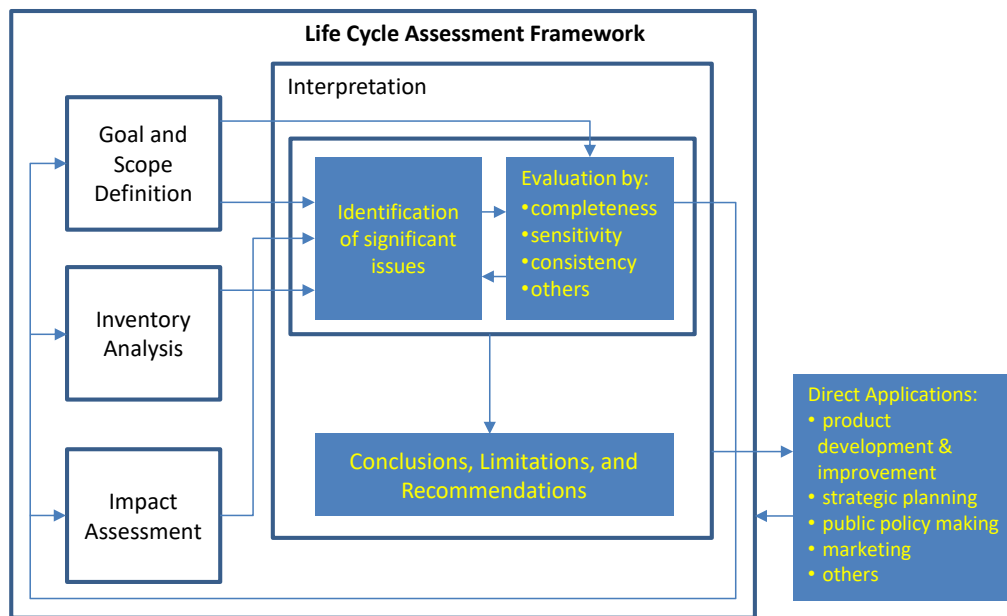 Life Cycle Assessment Framework
Interpretation
Goal and
Scope
Definition
Identification
of significant
issues
Evaluation by:
•completeness
•sensitivity
•consistency
•others
Inventory
Analysis
Impact
Assessment
Conclusions, Limitations, and
Recommendations
Direct Applications:
• product
development &
improvement
• strategic planning
• public policy making
• marketing
• others